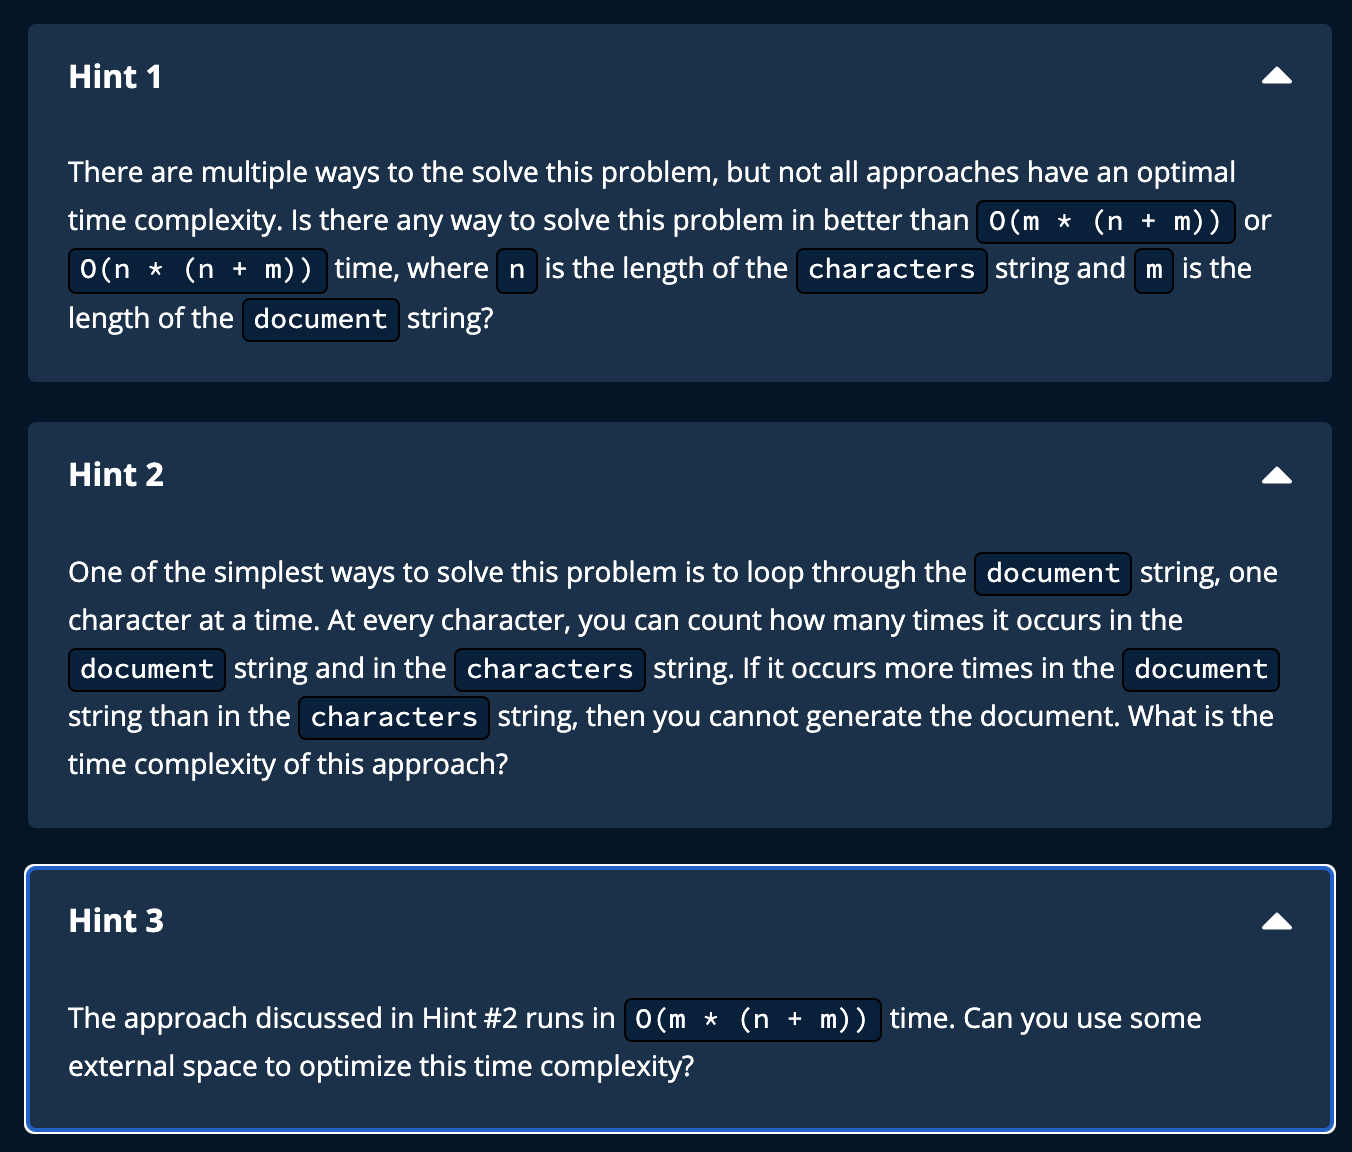 Hint 1
There are multiple ways to the solve this problem, but not all approaches have an optimal
time complexity. Is there any way to solve this problem in better than O(m * (n + m)) or
O(n * (n + m)) time, where n is the length of the characters string and m is the
length of the document string?
Hint 2
One of the simplest ways to solve this problem is to loop through the document string, one
character at a time. At every character, you can count how many times it occurs in the
document string and in the characters string. If it occurs more times in the document
string than in the characters string, then you cannot generate the document. What is the
time complexity of this approach?
Hint 3
The approach discussed in Hint #2 runs in O(m * (n + m)) time. Can you use some
external space to optimize this time complexity?